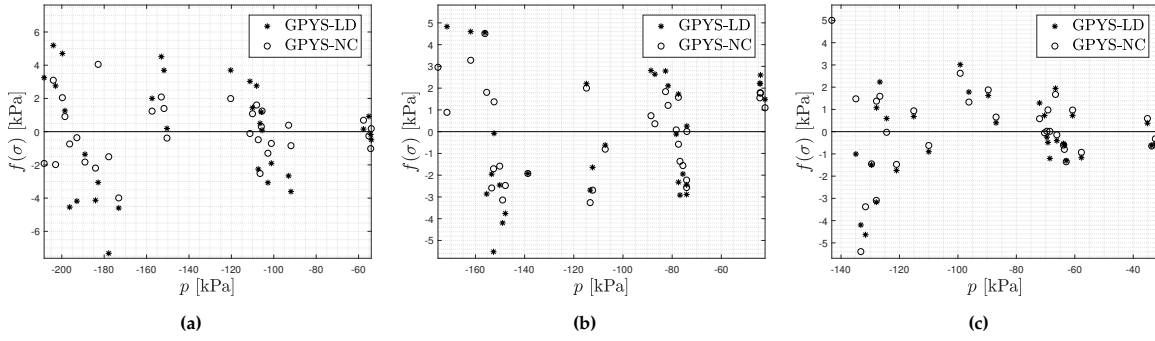 GPYS-LD
GPYS-NC
6
4
2
0
-2
-4
-6
f(σ) [kPa]
-200 -180 -160 -140 -120 -100 -80 -60
p [kPa]
(a)
GPYS-LD
GPYS-NC
5
4
3
2
1
0
-1
-2
-3
-4
-5
f(σ) [kPa]
-160 -140 -120 -100 -80 -60
p [kPa]
(b)
GPYS-LD
GPYS-NC
5
4
3
2
1
0
-1
-2
-3
-4
-5
f(σ) [kPa]
-140 -120 -100 -80 -60 -40
p [kPa]
(c)